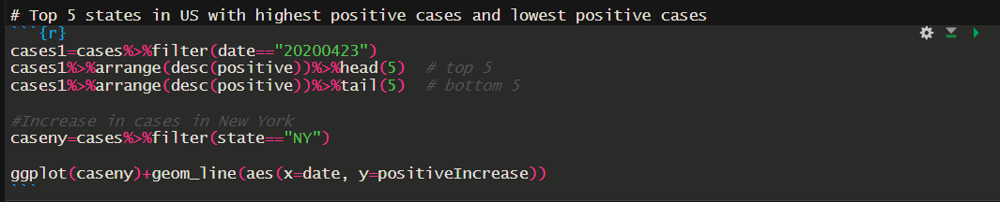 # Top 5 states in US with highest positive cases and lowest positive cases
```{r}
cases1=cases%>%filter(date=="20200423")
cases1%>%arrange(desc(positive))%>%head(5)  # top 5
cases1%>%arrange(desc(positive))%>%tail(5)  # bottom 5
#Increase in cases in New York
caseny=cases%>%filter(state=="NY")
ggplot(caseny)+geom_line(aes(x=date, y=positiveIncrease))
```